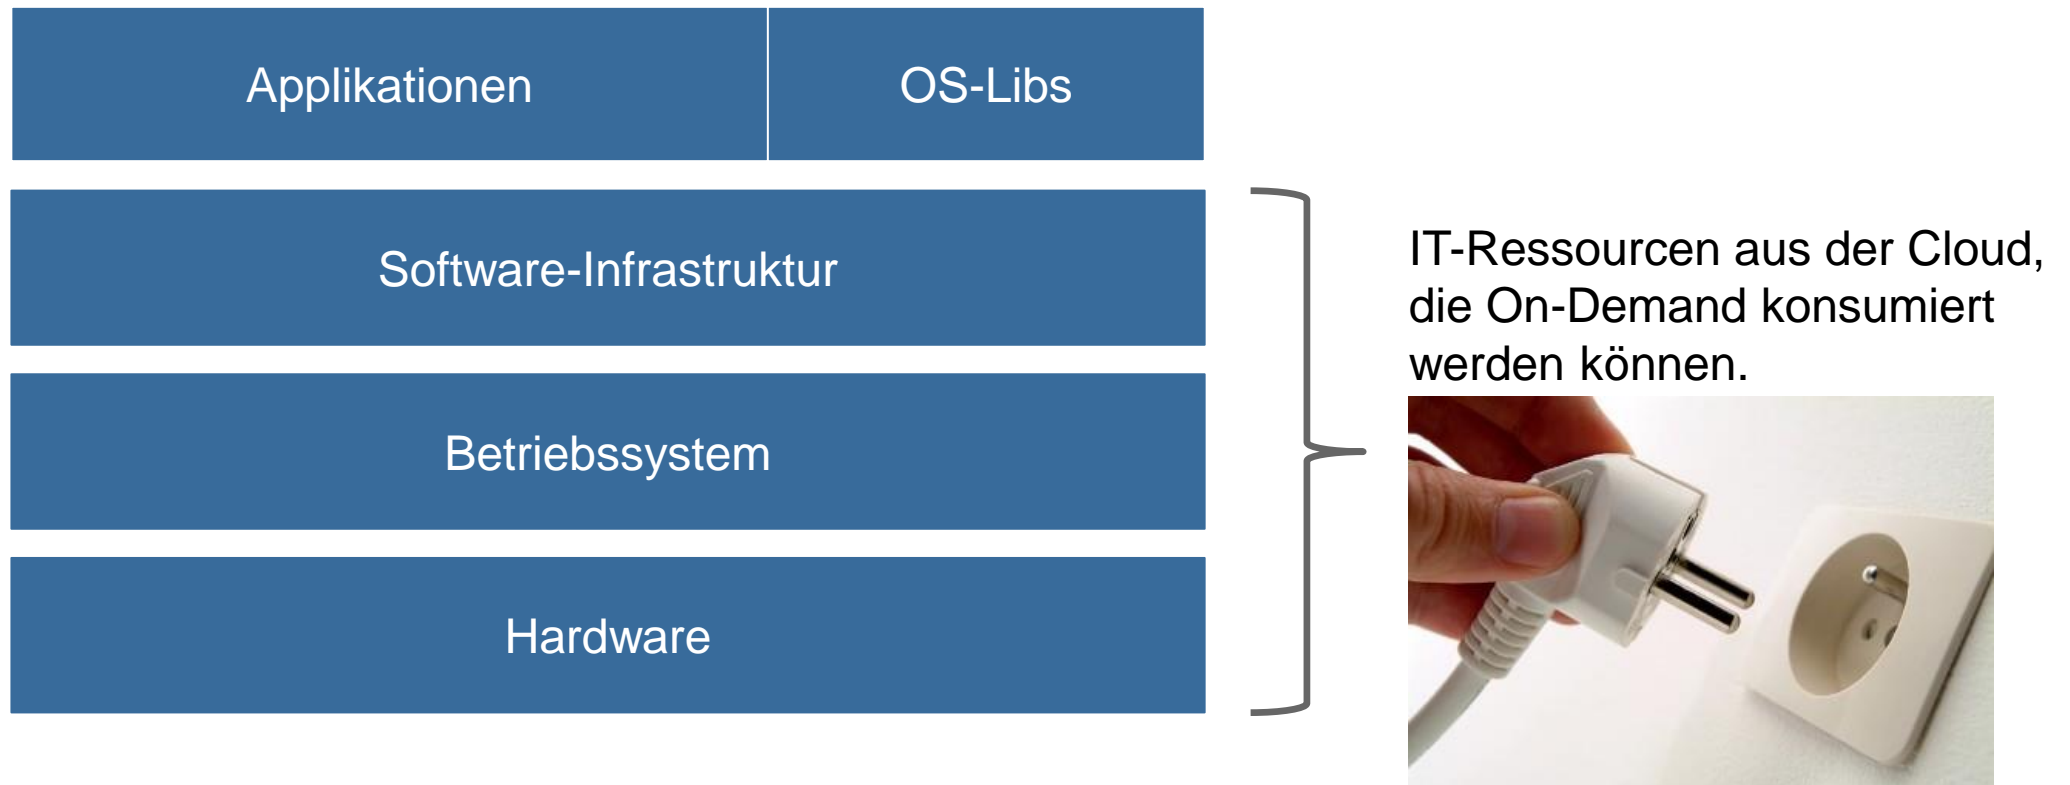 Applikationen
OS-Libs
Software-Infrastruktur
IT-Ressourcen aus der Cloud,
die On-Demand konsumiert
werden können.
Betriebssystem
Hardware